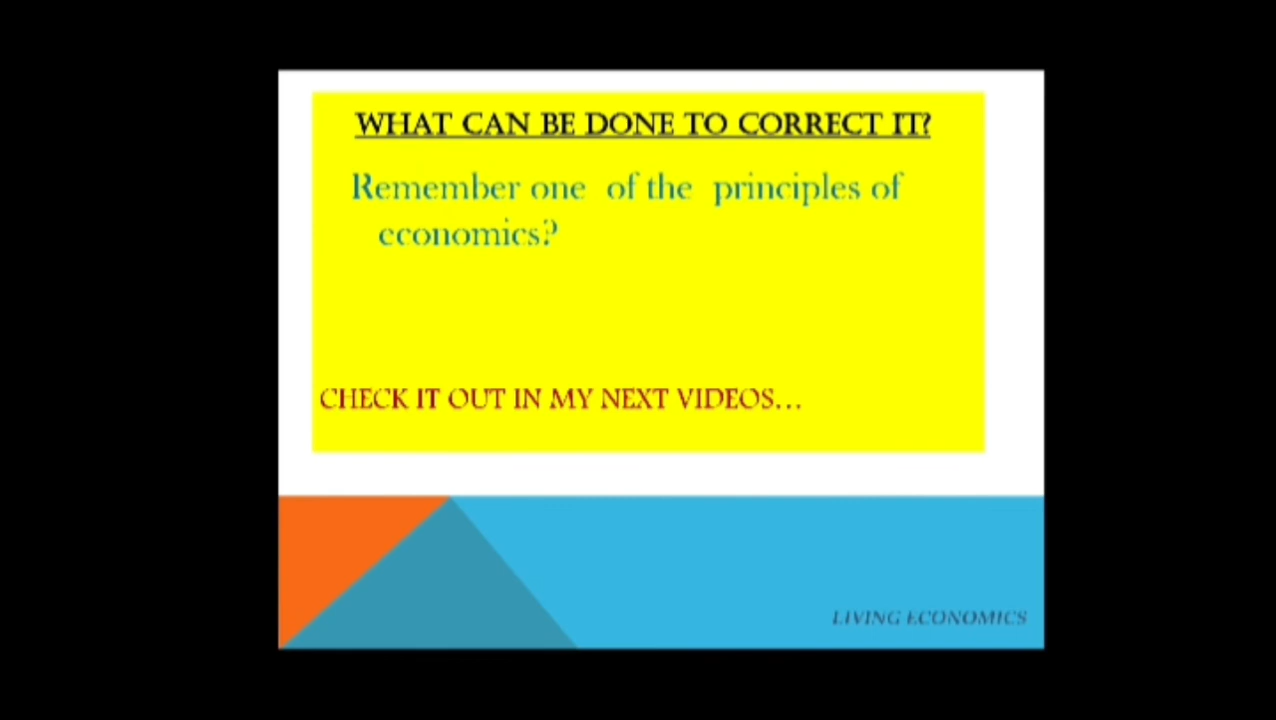 WHAT CAN BE DONE TO CORRECT IT?
Remember one of the principles of
economics?
CHECK IT OUT IN MY NEXT VIDEOS...
LIVING ECONOMICS